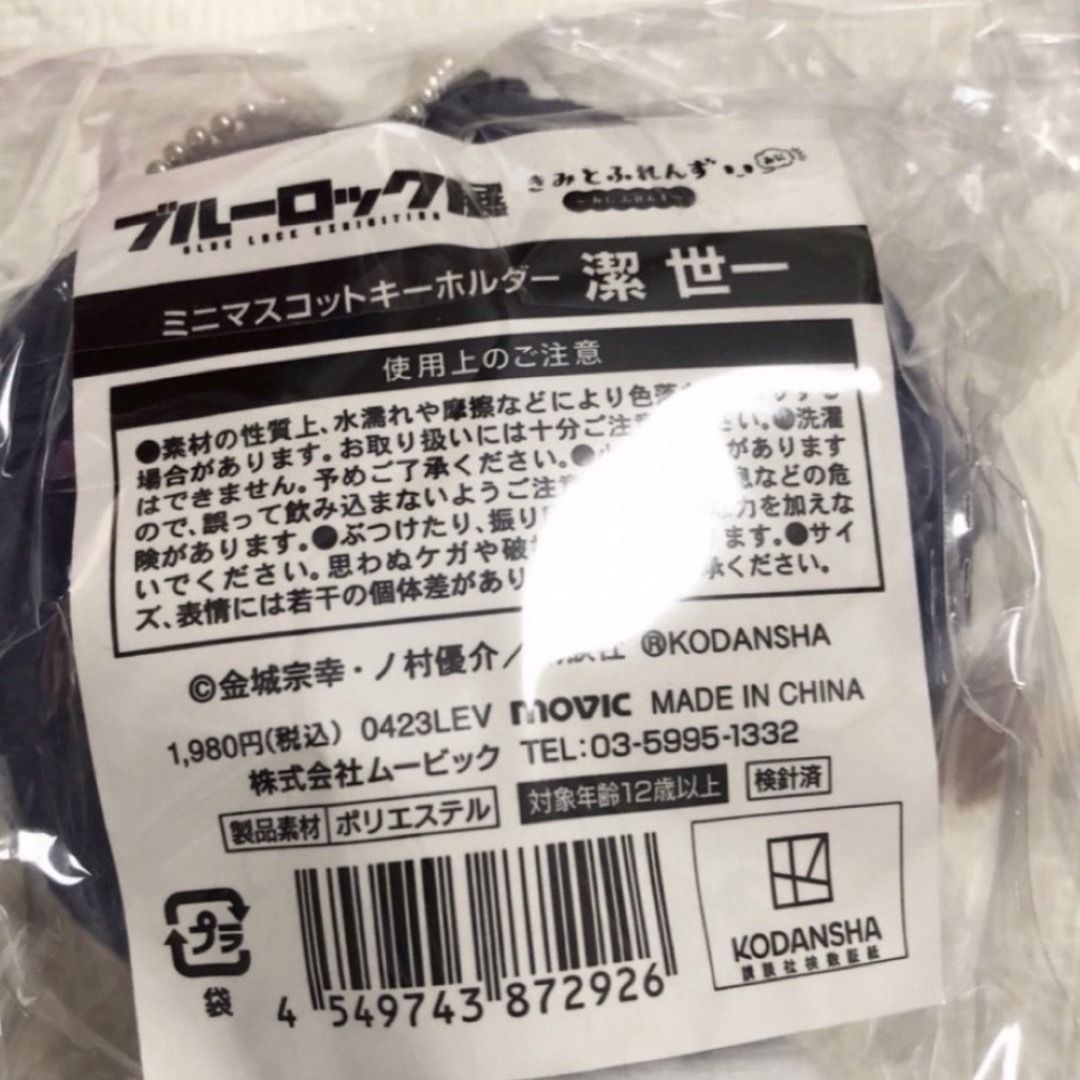 ブルーロック展 きみとふれんず みに
BLUE LOCK EXHIBITION
ミニマスコットキーホルダー 潔 世一
使用上のご注意
●素材の性質上、水濡れや摩擦などにより色落
場合があります。お取り扱いには十分ご注意 さい。●洗濯
はできません。予めご了承ください。 があります
ので、誤って飲み込まないようご注意 息などの危
険があります。●ぶつけたり、振り 力を加えな
いでください。思わぬケガや破 ます。●サイ
ズ、表情には若干の個体差があり 承ください。
©金城宗幸・ノ村優介/ ®KODANSHA
1,980円(税込) 0423LEV movic MADE IN CHINA
株式会社ムービック TEL:03-5995-1332
製品素材 ポリエステル 対象年齢12歳以上 検針済
プラ
袋
4 549743 872926
KODANSHA
講談社検数証紙